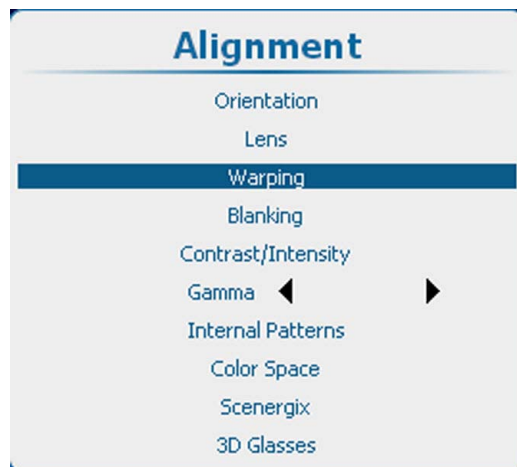 Alignment
Orientation
Lens
Warping
Blanking
Contrast/Intensity
Gamma
Internal Patterns
Color Space
Scenergix
3D Glasses